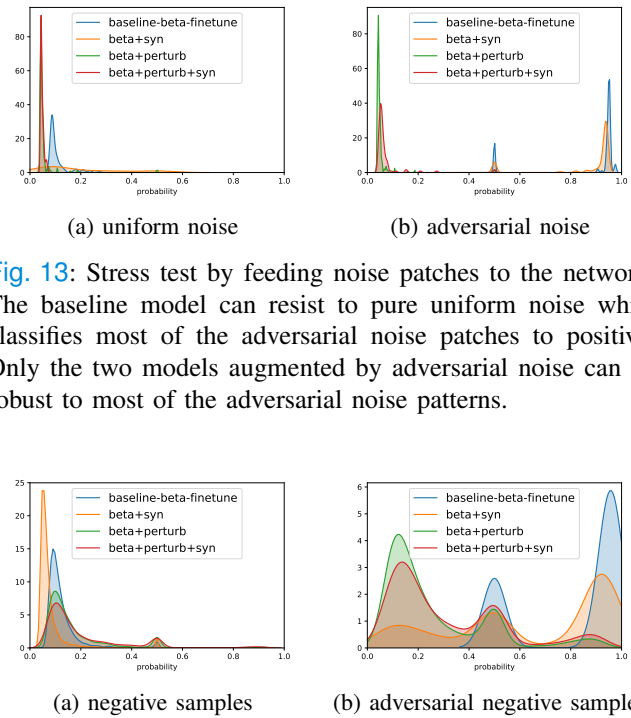 baseline-beta-finetune
beta+syn
beta+perturb
beta+perturb+syn
80
60
40
20
0
0.0 0.2 0.4 0.6 0.8 1.0
probability
(a) uniform noise
baseline-beta-finetune
beta+syn
beta+perturb
beta+perturb+syn
80
60
40
20
0
0.0 0.2 0.4 0.6 0.8 1.0
probability
(b) adversarial noise
Fig. 13: Stress test by feeding noise patches to the networ
The baseline model can resist to pure uniform noise whi
lassifies most of the adversarial noise patches to positiv
Only the two models augmented by adversarial noise can
obust to most of the adversarial noise patterns.
25
20
15
10
5
0
baseline-beta-finetune
beta+syn
beta+perturb
beta+perturb+syn
0.0 0.2 0.4 0.6 0.8 1.0
probability
(a) negative samples
6
5
4
3
2
1
0
baseline-beta-finetune
beta+syn
beta+perturb
beta+perturb+syn
0.0 0.2 0.4 0.6 0.8 1.0
probability
(b) adversarial negative sample